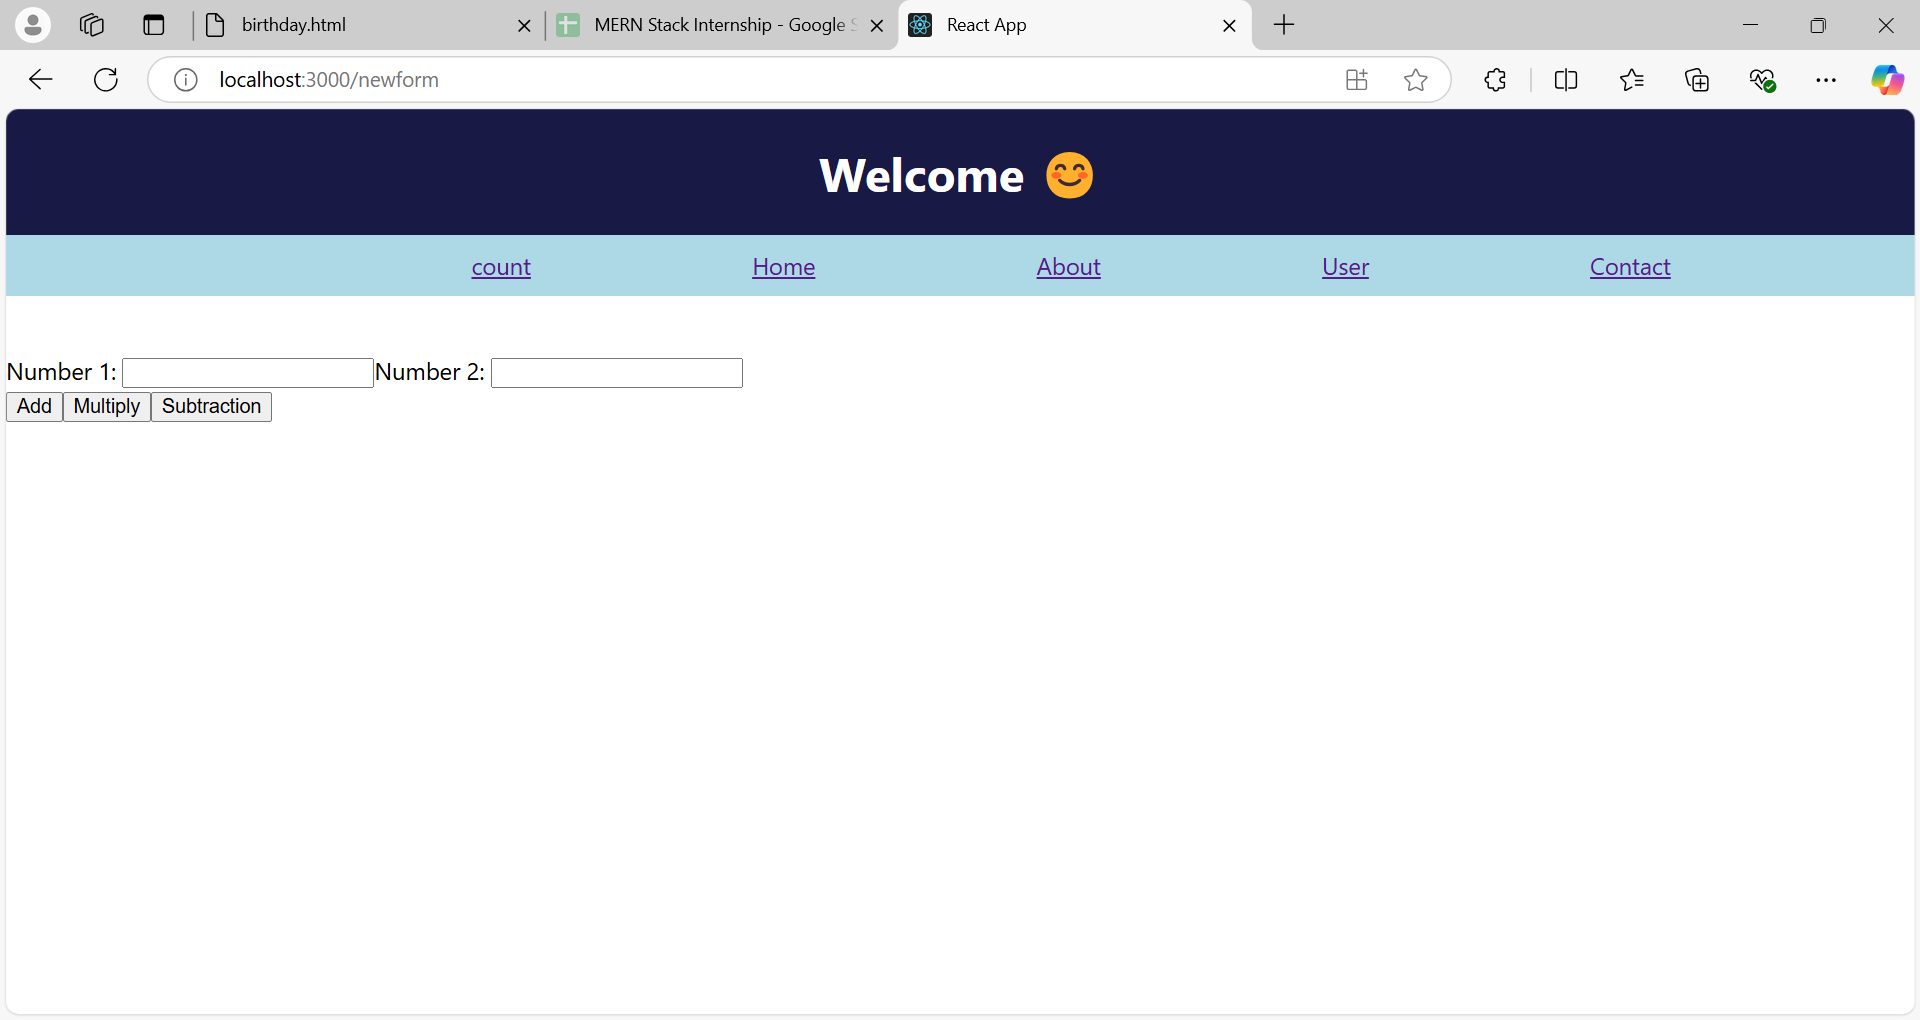 birthday.html
MERN Stack Internship - Google
React App
localhost:3000/newform
Welcome 😊
count Home About User Contact
Number 1: Number 2:
Add Multiply Subtraction